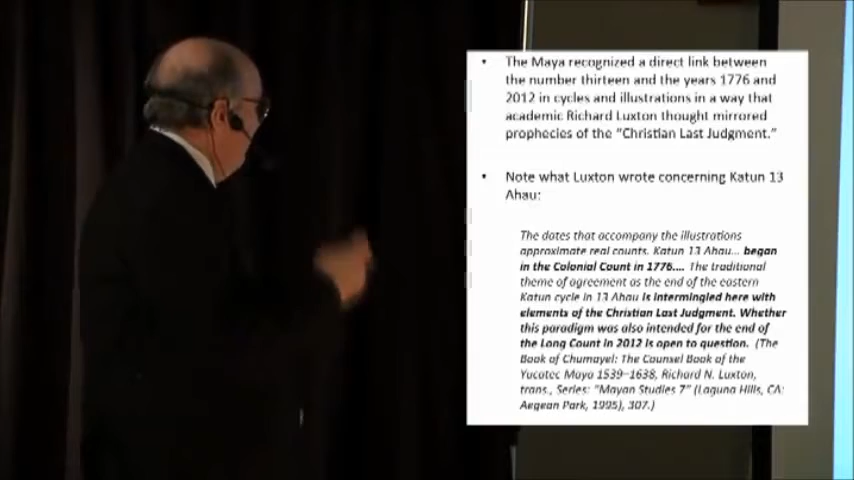 • The Maya recognized a direct link between
the number thirteen and the years 1776 and
2012 in cycles and illustrations in a way that
academic Richard Luxton thought mirrored
prophecies of the "Christian Last Judgment."
• Note what Luxton wrote concerning Katun 13
Ahau:
The dates that accompany the illustrations
approximate real counts. Katun 13 Ahau... began
in the Colonial Count in 1776.... The traditional
theme of agreement as the end of the eastern
Katun cycle in 13 Ahau is intermingled here with
elements of the Christian Last Judgment. Whether
this paradigm was also intended for the end of
the Long Count in 2012 is open to question. (The
Book of Chumayel: The Counsel Book of the
Yucatec Maya 1539–1638, Richard N. Luxton,
trans., Series: "Mayan Studies 7" (Laguna Hills, CA:
Aegean Park, 1995), 307.)